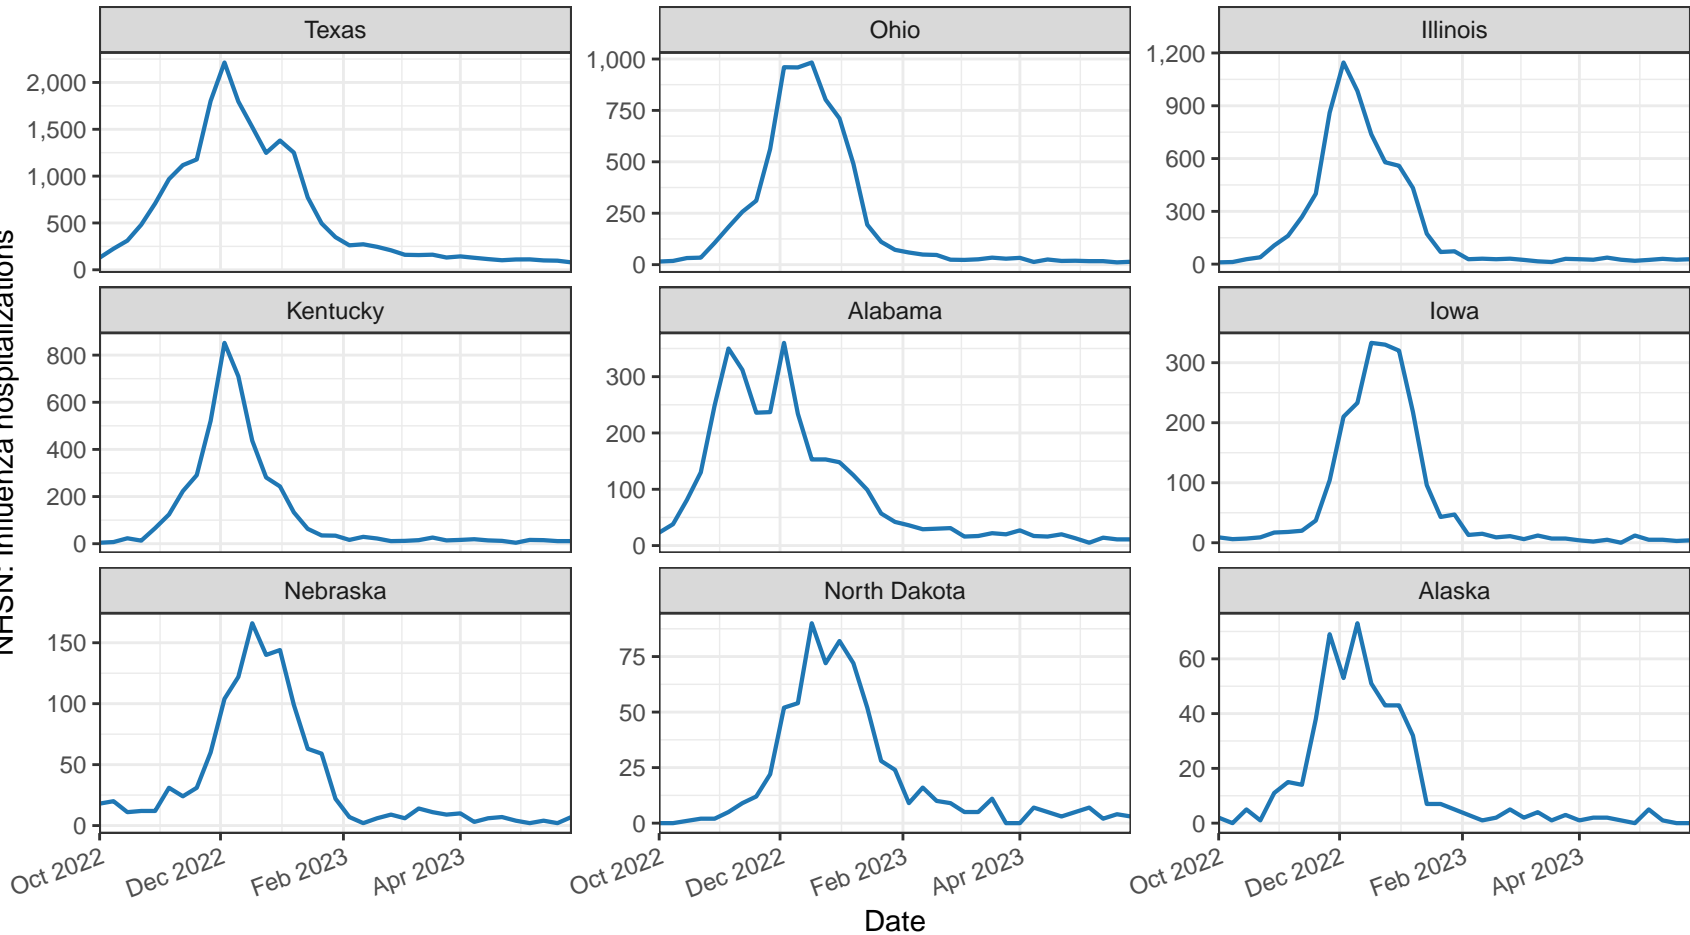 Texas
Ohio
Illinois
2,000
1,500
1,000
500
0
1,000
750
500
250
0
1,200
900
600
300
0
Kentucky
Alabama
Iowa
800
600
400
200
0
300
200
100
0
300
200
100
0
Nebraska
North Dakota
Alaska
150
100
50
0
75
50
25
0
60
40
20
0
Oct 2022
Dec 2022
Feb 2023
Apr 2023
Oct 2022
Dec 2022
Feb 2023
Apr 2023
Oct 2022
Dec 2022
Feb 2023
Apr 2023
Date
NHSN: Influenza hospitalizations